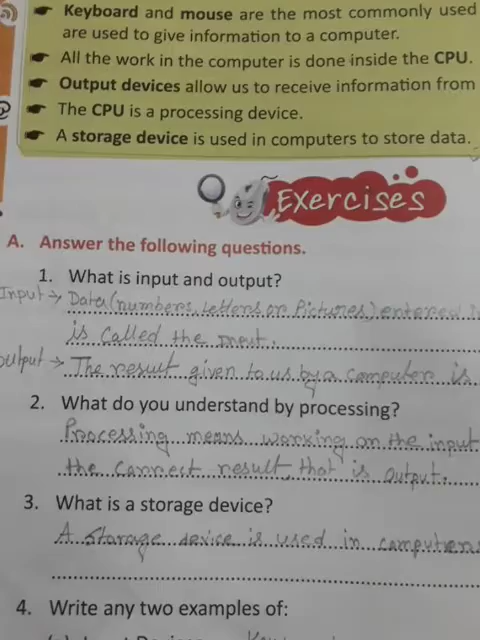 Keyboard and mouse are the most commonly used
are used to give information to a computer.
All the work in the computer is done inside the CPU.
Output devices allow us to receive information from
The CPU is a processing device.
A storage device is used in computers to store data.
Exercises
A. Answer the following questions.
1. What is input and output?
Input → Data (numbers, Letters or Pictures) entered
is called the Input.
Output → The result given to us by a computer is
2. What do you understand by processing?
Processing means working on the input
the correct result, that is output.
3. What is a storage device?
A storage device is used in computers
4. Write any two examples of: